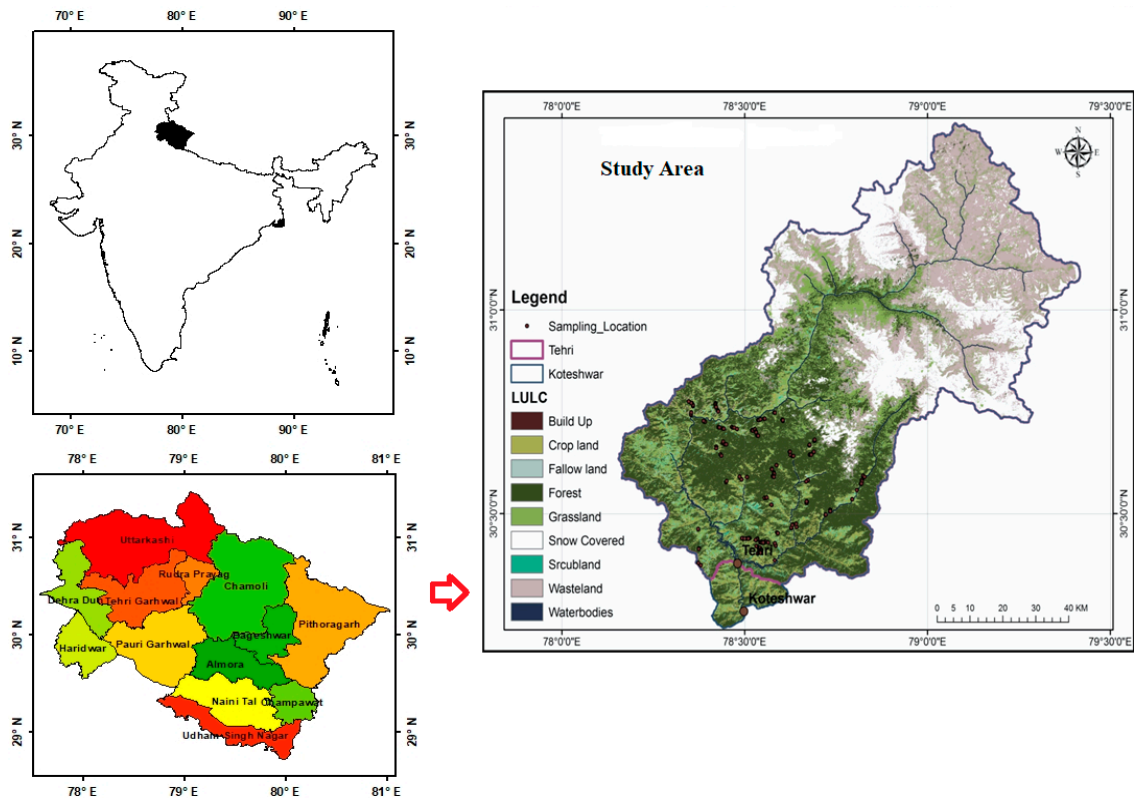 70° E 80° E 90° E
30° N
20° N
10° N
70° E 80° E 90° E
78° E 79° E 80° E 81° E
31° N 31° N
30° N 30° N
29° N 29° N
78° E 79° E 80° E 81° E
Uttarkashi
Rudra Prayag
Chamoli
Dehra Dun
Tehri Garhwal
Pithoragarh
Bageshwar
Haridwar
Pauri Garhwal
Almora
Naini Tal
Champawat
Udham Singh Nagar
78°0'0"E 78°30'0"E 79°0'0"E 79°30'0"E
Study Area
N
W E
S
31°0'0"N 31°0'0"N
30°30'0"N 30°30'0"N
Legend
Sampling_Location
Tehri
Koteshwar
LULC
Build Up
Crop land
Fallow land
Forest
Grassland
Snow Covered
Srcubland
Wasteland
Waterbodies
Tehri
Koteshwar
0 5 10 20 30 40 KM
78°0'0"E 78°30'0"E 79°0'0"E 79°30'0"E